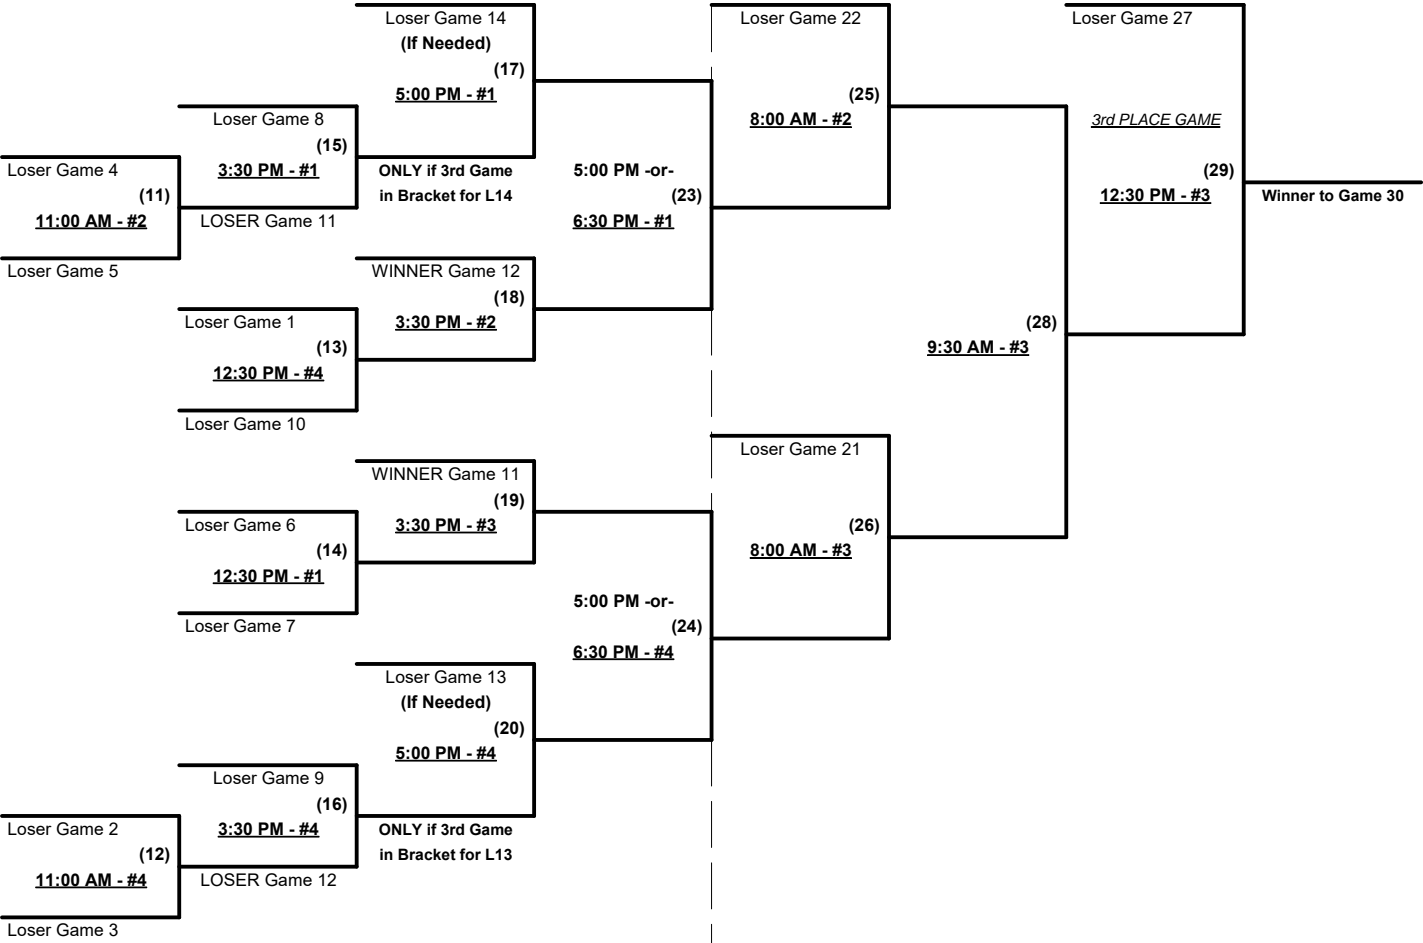 Loser Game 14
(If Needed)
(17)
5:00 PM - #1
Loser Game 22
(25)
8:00 AM - #2
Loser Game 27
3rd PLACE GAME
(29)
12:30 PM - #3
Winner to Game 30
Loser Game 8
(15)
3:30 PM - #1
ONLY if 3rd Game
in Bracket for L14
5:00 PM -or-
(23)
6:30 PM - #1
Loser Game 4
(11)
11:00 AM - #2
LOSER Game 11
Loser Game 5
WINNER Game 12
(18)
3:30 PM - #2
Loser Game 1
(13)
12:30 PM - #4
Loser Game 10
(28)
9:30 AM - #3
WINNER Game 11
(19)
3:30 PM - #3
Loser Game 21
(26)
8:00 AM - #3
Loser Game 6
(14)
12:30 PM - #1
Loser Game 7
5:00 PM -or-
(24)
6:30 PM - #4
Loser Game 13
(If Needed)
(20)
5:00 PM - #4
Loser Game 9
(16)
3:30 PM - #4
ONLY if 3rd Game
in Bracket for L13
Loser Game 2
(12)
11:00 AM - #4
LOSER Game 12
Loser Game 3